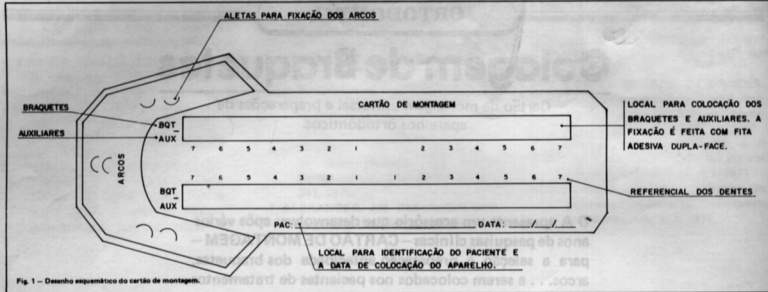 ALETAS PARA FIXAÇÃO DOS ARCOS
CARTÃO DE MONTAGEM
BRAQUETES
BQT
AUXILIARES
AUX
LOCAL PARA COLOCAÇÃO DOS
BRAQUETES E AUXILIARES. A
FIXAÇÃO É FEITA COM FITA
ADESIVA DUPLA-FACE.
ARCOS
7 6 5 4 3 2 1 1 2 3 4 5 6 7
7 6 5 4 3 2 1 1 2 3 4 5 6 7
BQT
AUX
REFERENCIAL DOS DENTES
PAC: DATA: / /
LOCAL PARA IDENTIFICAÇÃO DO PACIENTE E
A DATA DE COLOCAÇÃO DO APARELHO.
Fig. 1 — Desenho esquemático do cartão de montagem.